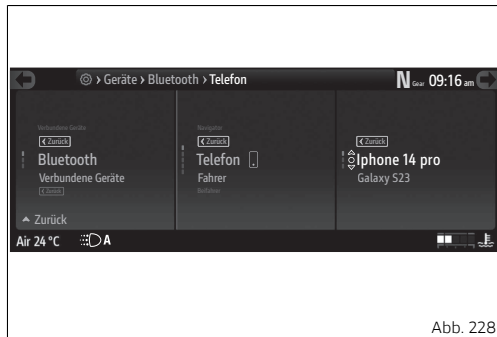 Geräte › Bluetooth › Telefon
N Gear 09:16 am
Verbundene Geräte
Zurück
Bluetooth
Verbundene Geräte
Zurück
Navigator
Zurück
Telefon
Fahrer
Beifahrer
Zurück
Iphone 14 pro
Galaxy S23
Zurück
Air 24 °C
A
Abb. 228